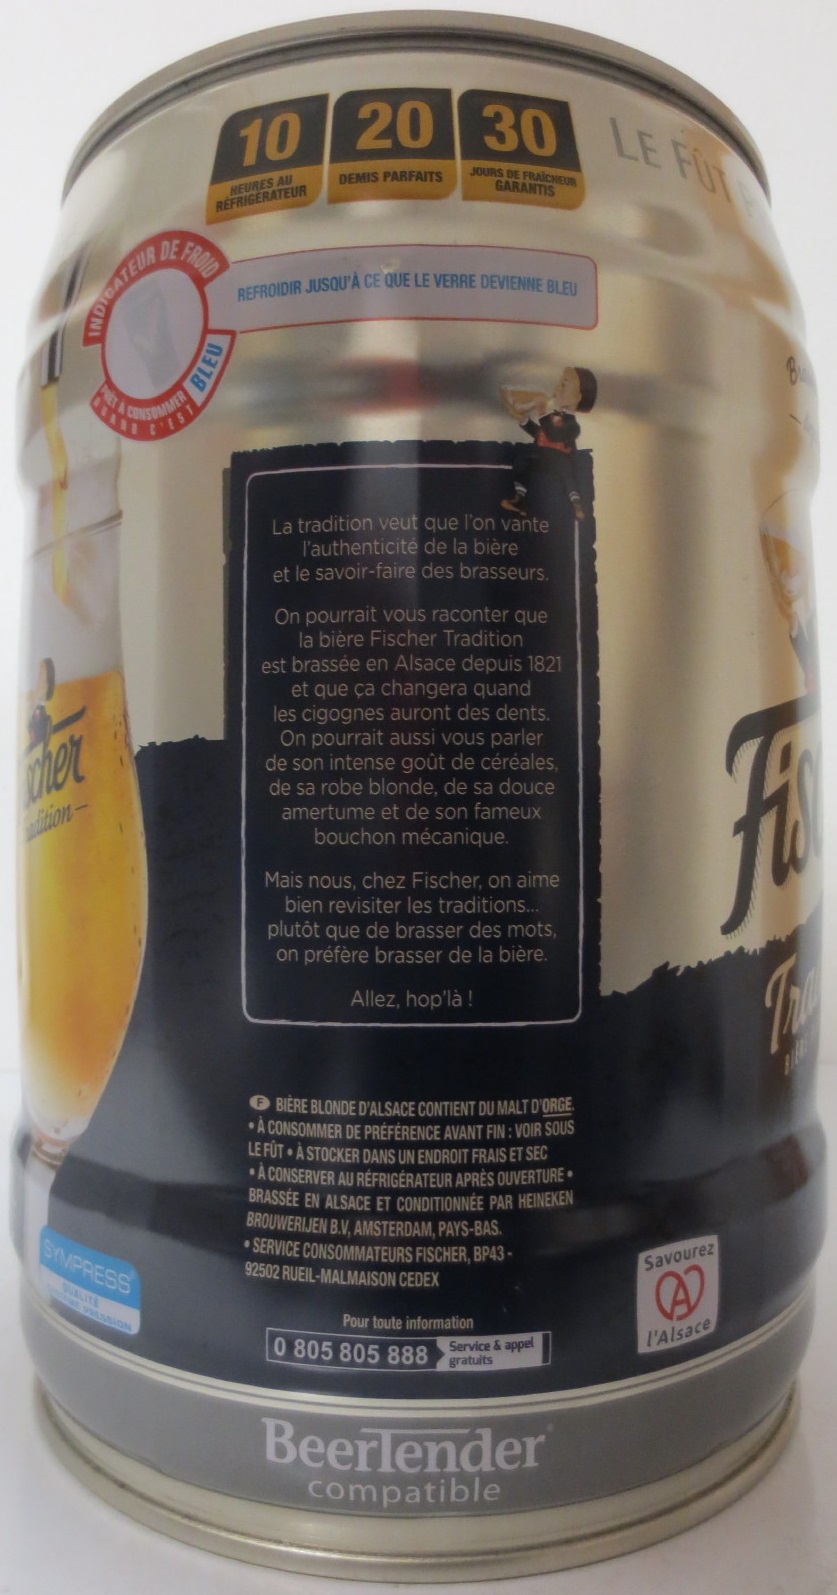 10
HEURES AU
RÉFRIGÉRATEUR
20
DEMIS PARFAITS
30
JOURS DE FRAÎCHEUR
GARANTIS
LE FÛT
INDICATEUR DE FROID
PRÊT À CONSOMMER
QUAND C'EST
BLEU
REFROIDIR JUSQU'À CE QUE LE VERRE DEVIENNE BLEU
La tradition veut que l'on vante
l'authenticité de la bière
et le savoir-faire des brasseurs.
On pourrait vous raconter que
la bière Fischer Tradition
est brassée en Alsace depuis 1821
et que ça changera quand
les cigognes auront des dents.
On pourrait aussi vous parler
de son intense goût de céréales,
de sa robe blonde, de sa douce
amertume et de son fameux
bouchon mécanique.
Mais nous, chez Fischer, on aime
bien revisiter les traditions...
plutôt que de brasser des mots,
on préfère brasser de la bière.
Allez, hop'là !
scher
adition
Fis
Tra
F BIÈRE BLONDE D'ALSACE CONTIENT DU MALT D'ORGE.
• À CONSOMMER DE PRÉFÉRENCE AVANT FIN : VOIR SOUS
LE FÛT • À STOCKER DANS UN ENDROIT FRAIS ET SEC
• À CONSERVER AU RÉFRIGÉRATEUR APRÈS OUVERTURE •
BRASSÉE EN ALSACE ET CONDITIONNÉE PAR HEINEKEN
BROUWERIJEN B.V, AMSTERDAM, PAYS-BAS.
• SERVICE CONSOMMATEURS FISCHER, BP43 -
92502 RUEIL-MALMAISON CEDEX
Pour toute information
0 805 805 888 Service & appel
gratuits
SYMPRESS
QUALITÉ
PRESSION
Savourez
l'Alsace
BeerTender
compatible